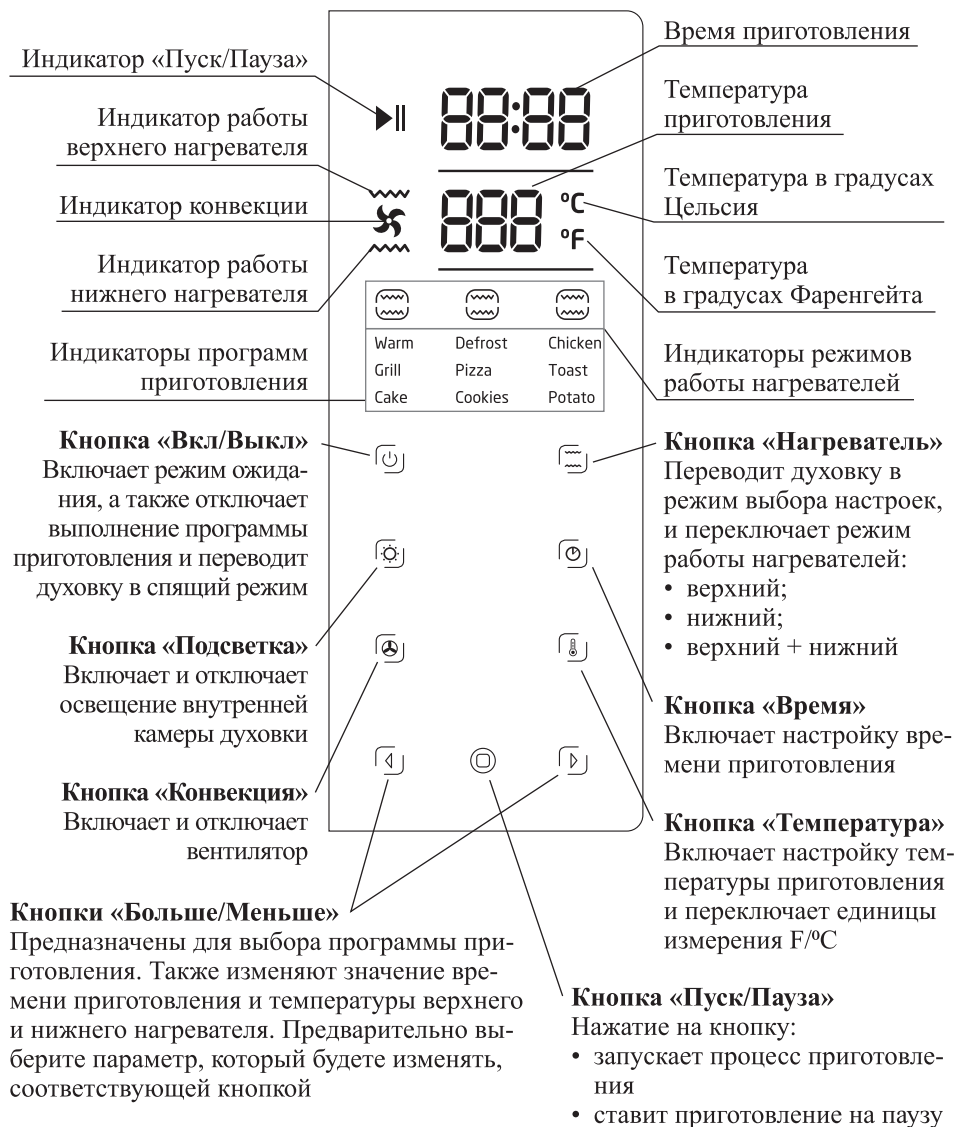 Индикатор «Пуск/Пауза»
Индикатор работы
верхнего нагревателя
Индикатор конвекции
Индикатор работы
нижнего нагревателя
Индикаторы программ
приготовления
Кнопка «Вкл/Выкл»
Включает режим ожида-
ния, а также отключает
выполнение программы
приготовления и переводит
духовку в спящий режим
Кнопка «Подсветка»
Включает и отключает
освещение внутренней
камеры духовки
Кнопка «Конвекция»
Включает и отключает
вентилятор
Кнопки «Больше/Меньше»
Предназначены для выбора программы при-
готовления. Также изменяют значение вре-
мени приготовления и температуры верхнего
и нижнего нагревателя. Предварительно вы-
берите параметр, который будете изменять,
соответствующей кнопкой
88:88
888 °C
°F
Warm Defrost Chicken
Grill Pizza Toast
Cake Cookies Potato
Время приготовления
Температура
приготовления
Температура в градусах
Цельсия
Температура
в градусах Фаренгейта
Индикаторы режимов
работы нагревателей
Кнопка «Нагреватель»
Переводит духовку в
режим выбора настроек,
и переключает режим
работы нагревателей:
• верхний;
• нижний;
• верхний + нижний
Кнопка «Время»
Включает настройку вре-
мени приготовления
Кнопка «Температура»
Включает настройку тем-
пературы приготовления
и переключает единицы
измерения F/ºC
Кнопка «Пуск/Пауза»
Нажатие на кнопку:
• запускает процесс приготовле-
ния
• ставит приготовление на паузу